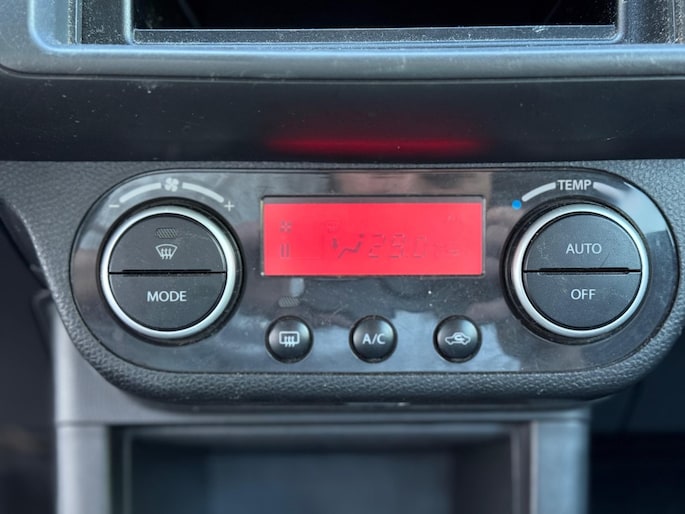 TEMP
- +
AUTO
MODE
OFF
A/C